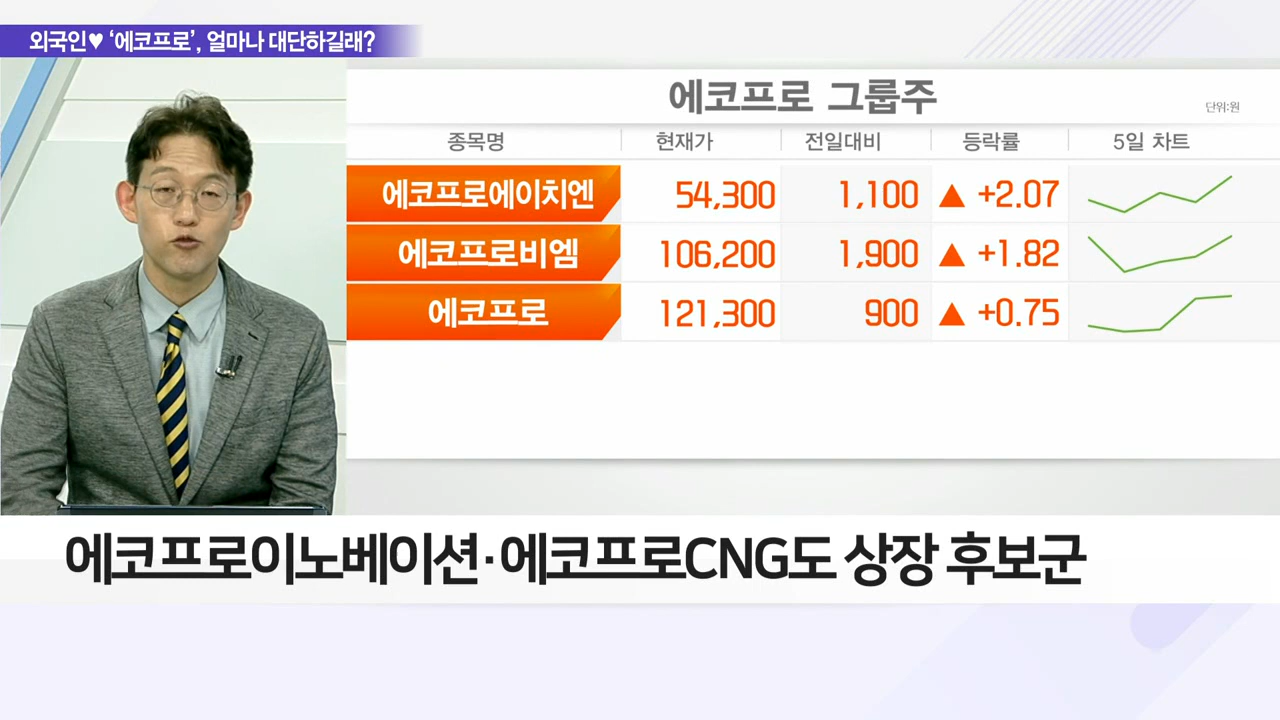 외국인♥ ‘에코프로’, 얼마나 대단하길래?
에코프로 그룹주
단위:원
종목명 현재가 전일대비 등락률 5일 차트
에코프로에이치엔 54,300 1,100 ▲ +2.07
에코프로비엠 106,200 1,900 ▲ +1.82
에코프로 121,300 900 ▲ +0.75
에코프로이노베이션·에코프로CNG도 상장 후보군